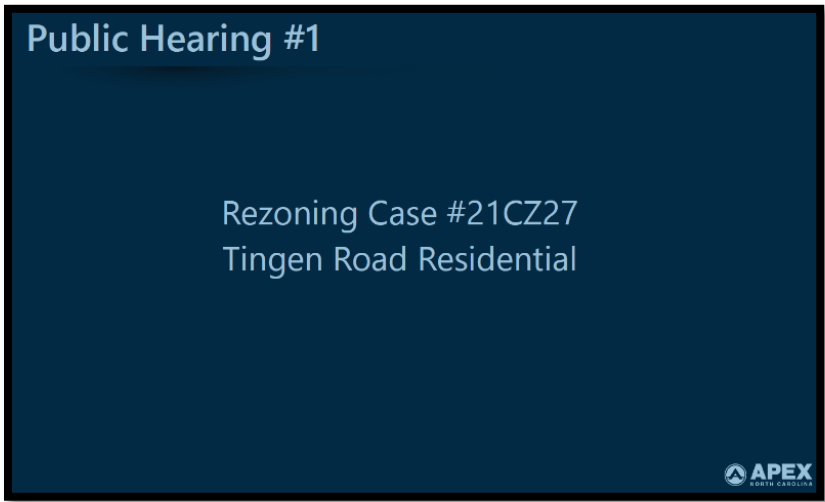 Public Hearing #1
Rezoning Case #21CZ27
Tingen Road Residential
APEX
NORTH CAROLINA